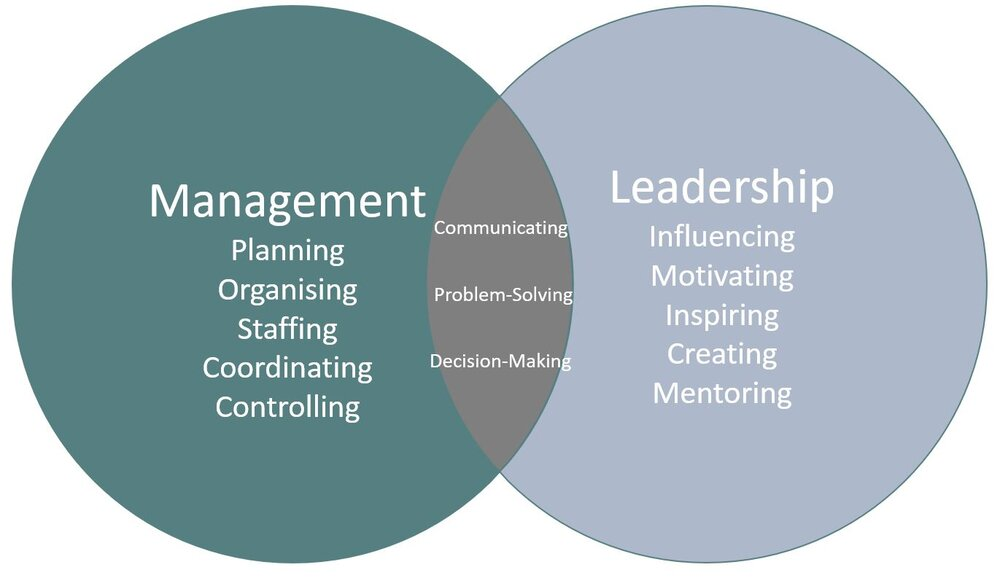 Management
Planning
Organising
Staffing
Coordinating
Controlling
Communicating
Problem-Solving
Decision-Making
Leadership
Influencing
Motivating
Inspiring
Creating
Mentoring